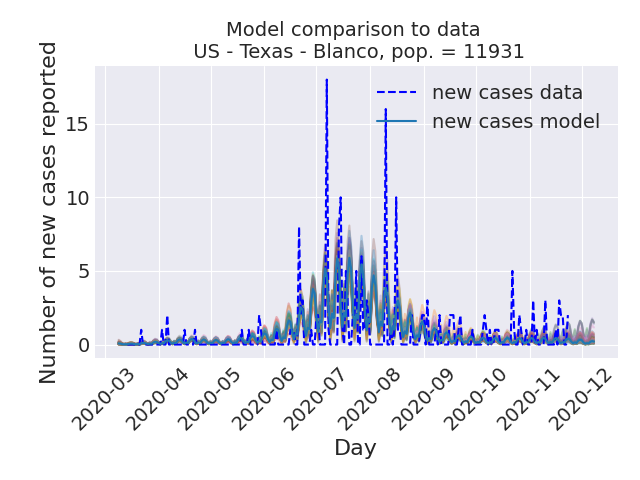 Model comparison to data
US - Texas - Blanco, pop. = 11931
Number of new cases reported
new cases data
new cases model
15
10
5
0
2020-03
2020-04
2020-05
2020-06
2020-07
2020-08
2020-09
2020-10
2020-11
2020-12
Day